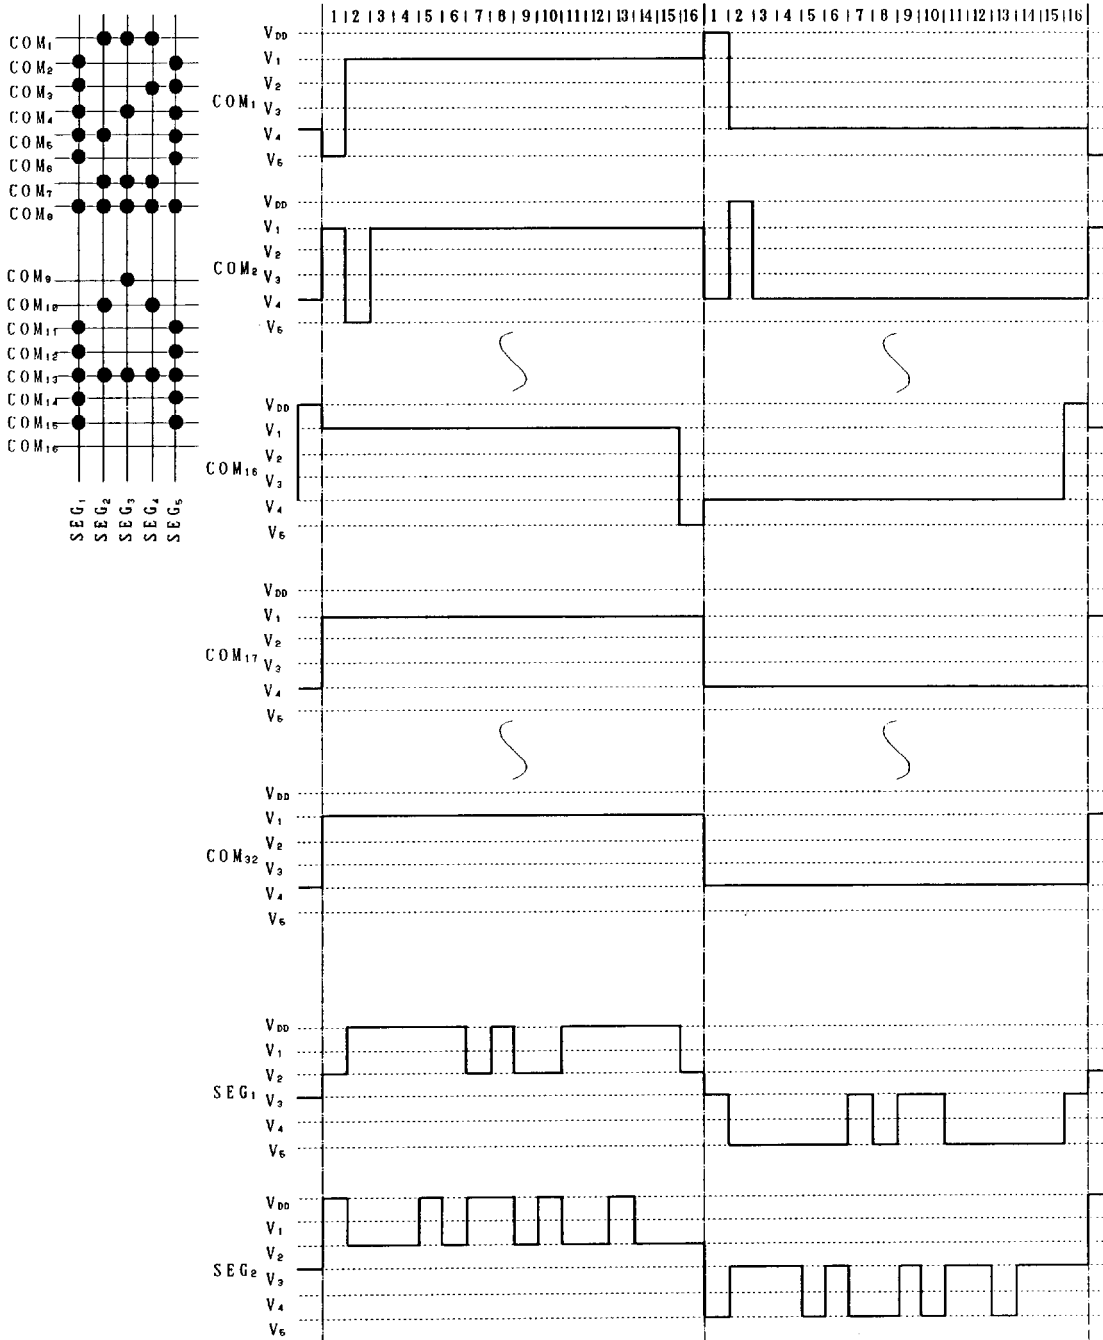 1 2 3 4 5 6 7 8 9 10 11 12 13 14 15 16 1 2 3 4 5 6 7 8 9 10 11 12 13 14 15 16
COM1
COM2
COM3
COM4
COM5
COM6
COM7
COM8
COM9
COM10
COM11
COM12
COM13
COM14
COM15
COM16
SEG1
SEG2
SEG3
SEG4
SEG5
COM1
VDD
V1
V2
V3
V4
V5
COM2
VDD
V1
V2
V3
V4
V5
COM16
VDD
V1
V2
V3
V4
V5
COM17
VDD
V1
V2
V3
V4
V5
COM32
VDD
V1
V2
V3
V4
V5
SEG1
VDD
V1
V2
V3
V4
V5
SEG2
VDD
V1
V2
V3
V4
V5